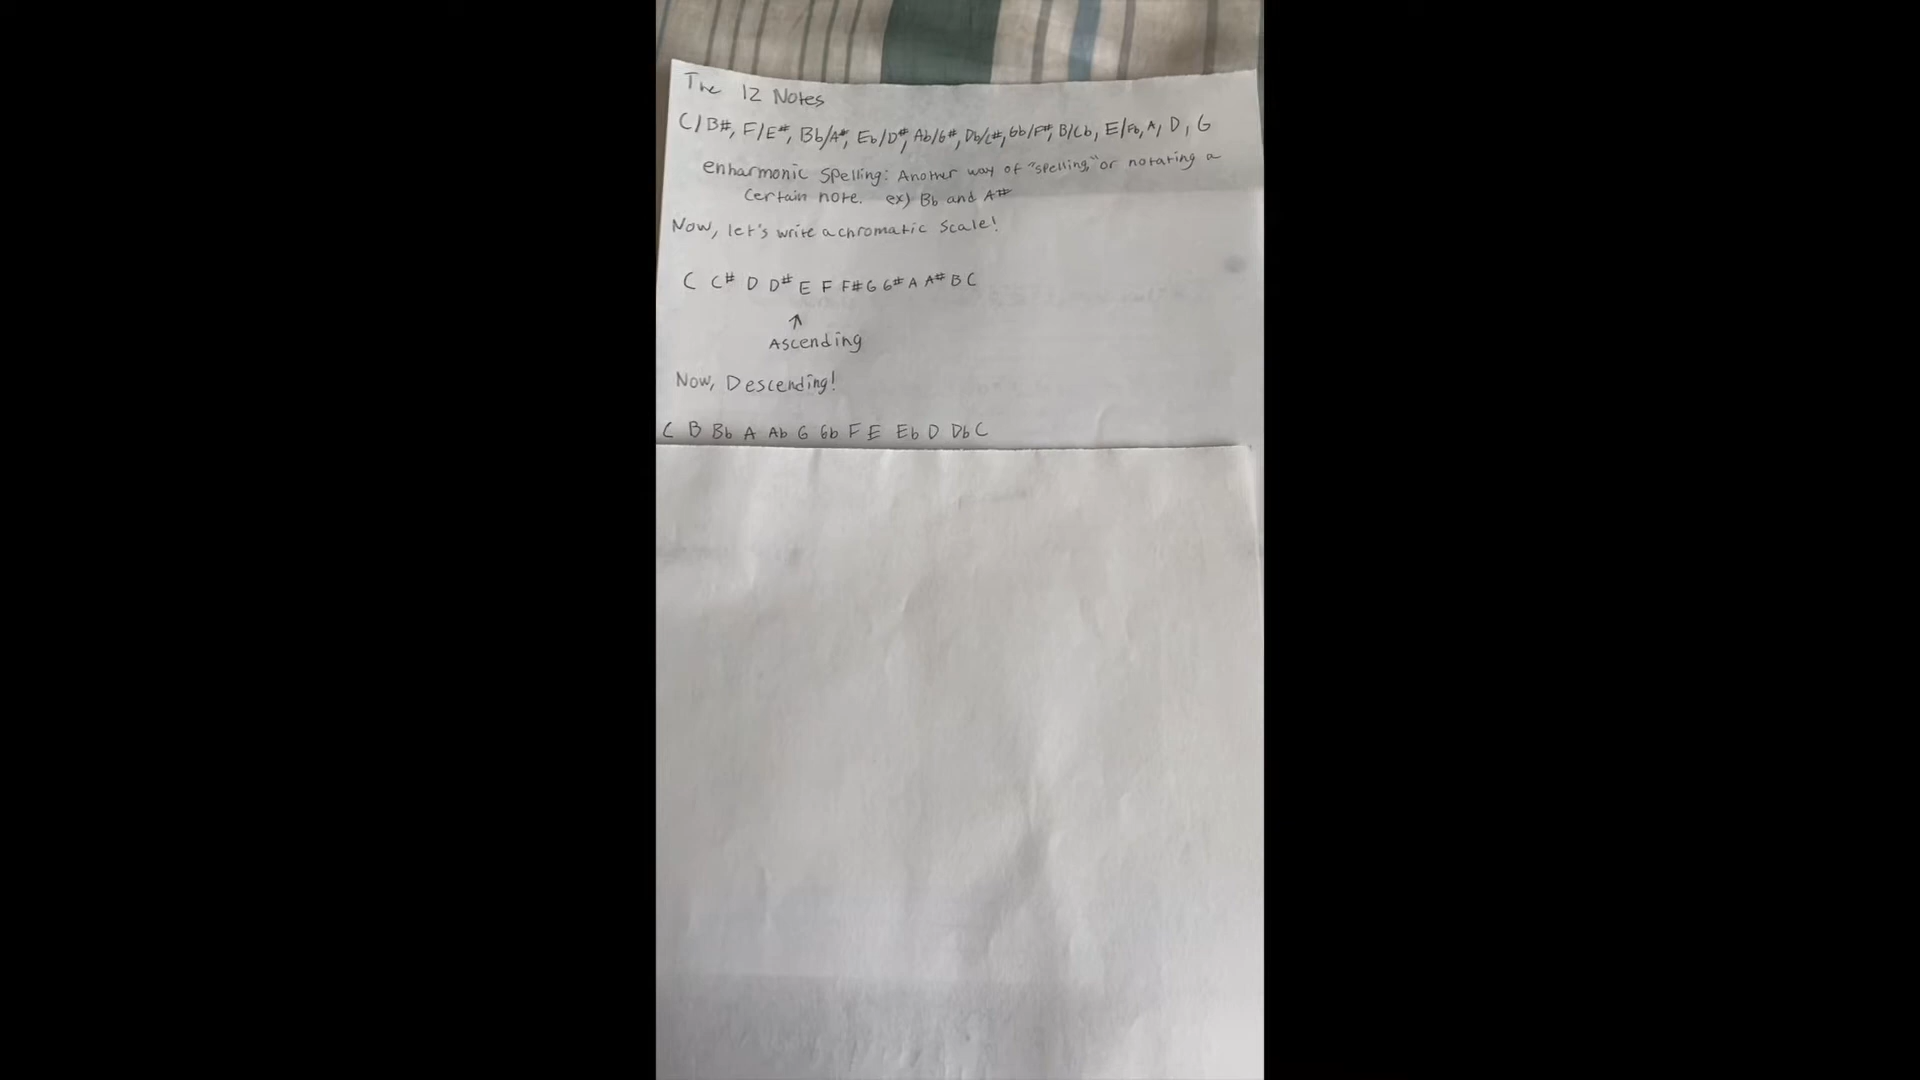 The 12 Notes
C/B#, F/E#, Bb/A#, Eb/D#, Ab/G#, Db/C#, Gb/F#, B/Cb, E/Fb, A, D, G
enharmonic Spelling: Another way of "spelling," or notating a
certain note. ex) Bb and A#
Now, let's write a chromatic Scale!
C C# D D# E F F# G G# A A# B C
↑
Ascending
Now, Descending!
C B Bb A Ab G Gb F E Eb D Db C